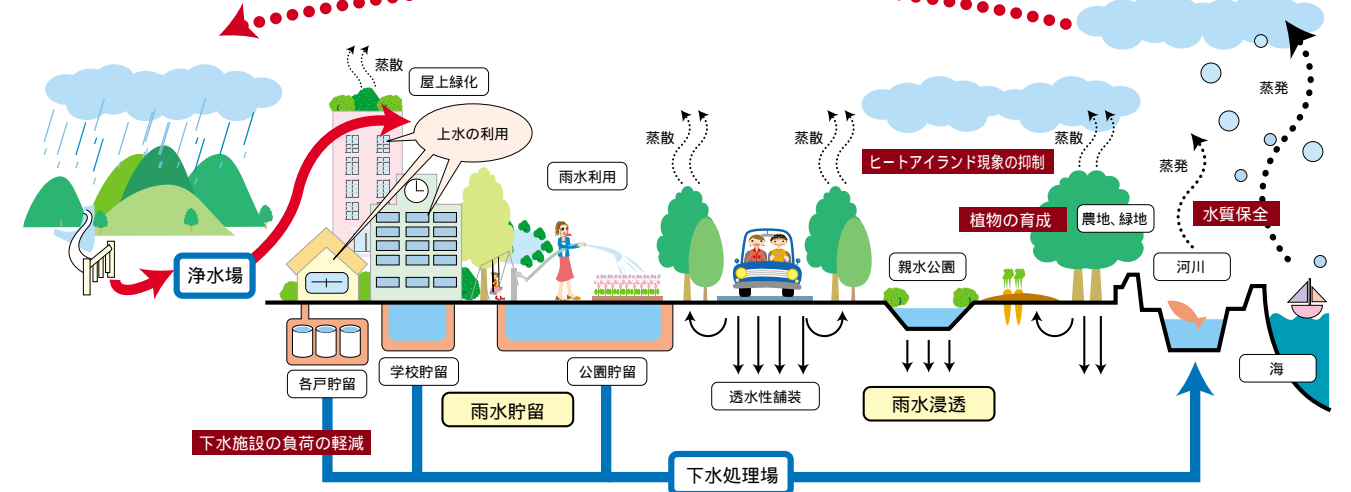 蒸散
屋上緑化
上水の利用
蒸発
蒸散
蒸散
蒸散
ヒートアイランド現象の抑制
蒸発
雨水利用
植物の育成
農地、緑地
水質保全
浄水場
親水公園
河川
各戸貯留
学校貯留
公園貯留
透水性舗装
海
雨水貯留
雨水浸透
下水施設の負荷の軽減
下水処理場